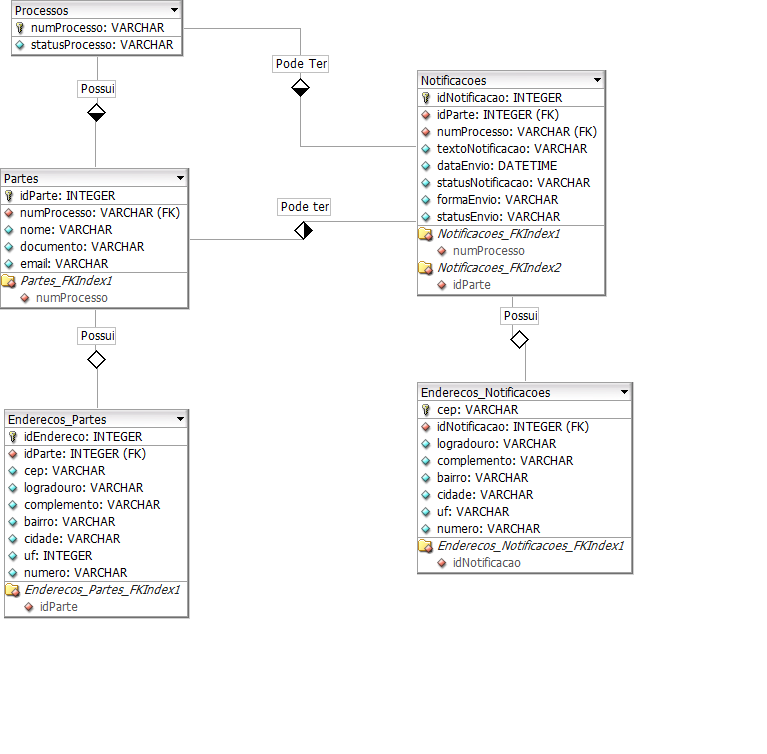 Processos
numProcesso: VARCHAR
statusProcesso: VARCHAR
Pode Ter
Possui
Notificacoes
idNotificacao: INTEGER
idParte: INTEGER (FK)
numProcesso: VARCHAR (FK)
textoNotificacao: VARCHAR
dataEnvio: DATETIME
statusNotificacao: VARCHAR
formaEnvio: VARCHAR
statusEnvio: VARCHAR
Notificacoes_FKIndex1
numProcesso
Notificacoes_FKIndex2
idParte
Partes
idParte: INTEGER
numProcesso: VARCHAR (FK)
nome: VARCHAR
documento: VARCHAR
email: VARCHAR
Partes_FKIndex1
numProcesso
Pode ter
Possui
Possui
Enderecos_Partes
idEndereco: INTEGER
idParte: INTEGER (FK)
cep: VARCHAR
logradouro: VARCHAR
complemento: VARCHAR
bairro: VARCHAR
cidade: VARCHAR
uf: INTEGER
numero: VARCHAR
Enderecos_Partes_FKIndex1
idParte
Enderecos_Notificacoes
cep: VARCHAR
idNotificacao: INTEGER (FK)
logradouro: VARCHAR
complemento: VARCHAR
bairro: VARCHAR
cidade: VARCHAR
uf: VARCHAR
numero: VARCHAR
Enderecos_Notificacoes_FKIndex1
idNotificacao